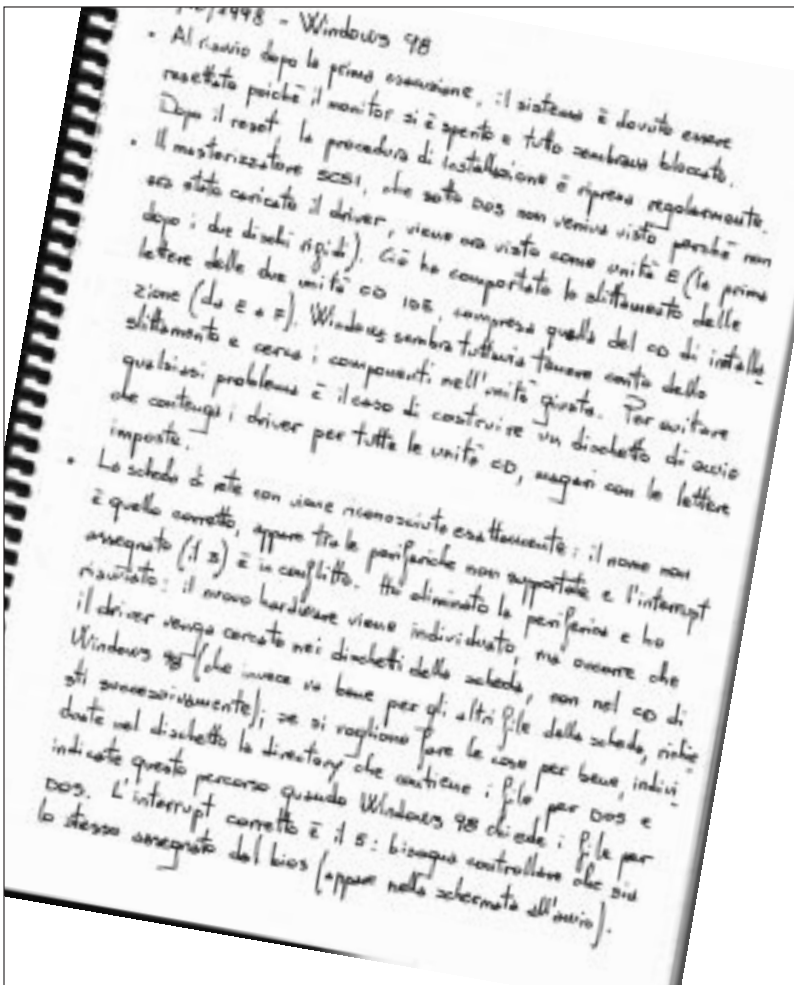 /1998 - Windows 98
• Al riavvio dopo la prima esecuzione, il sistema è dovuto essere
resettato poiché il monitor si è spento e tutto sembrava bloccato.
Dopo il reset, la procedura di installazione è ripresa regolarmente.
• Il masterizzatore SCSI, che sotto DOS non veniva visto perché non
era stato caricato il driver, viene ora visto come unità E (la prima
dopo i due dischi rigidi). Ciò ha comportato lo slittamento delle
lettere delle due unità CD IDE, compresa quella del CD di installa
zione (da E a F). Windows sembra tuttavia tenere conto dello
slittamento e cerca i componenti nell'unità giusta. Per evitare
qualsiasi problema è il caso di costruire un dischetto di avvio
che contenga i driver per tutte le unità CD, magari con le lettere
imposte.
• La scheda di rete non viene riconosciuta esattamente: il nome non
è quello corretto, appare tra le periferiche non supportate e l'interrupt
assegnato (il 3) è in conflitto. Ho eliminato la periferica e ho
riavviato: il nuovo hardware viene individuato, ma occorre che
il driver venga cercato nei dischetti della scheda, non nel CD di
Windows 98 (che invece va bene per gli altri file della scheda, richie
sti successivamente); se si vogliono fare le cose per bene, indivi
duate nel dischetto la directory che contiene i file per DOS e
indicate questo percorso quando Windows 98 chiede i file per
DOS. L'interrupt corretto è il 5: bisogna controllare che sia
lo stesso assegnato dal bios (appare nella schermata all'avvio).